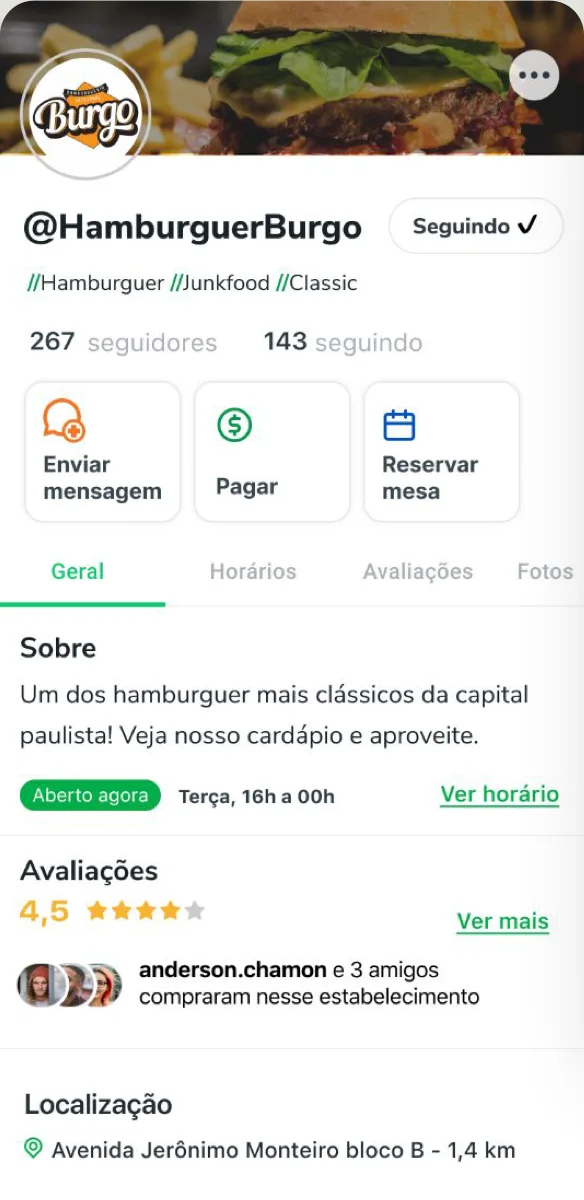 Burgo
@HamburguerBurgo
Seguindo ✓
//Hamburguer //Junkfood //Classic
267 seguidores 143 seguindo
Enviar
mensagem
Pagar
Reservar
mesa
Geral Horários Avaliações Fotos
Sobre
Um dos hamburguer mais clássicos da capital
paulista! Veja nosso cardápio e aproveite.
Aberto agora Terça, 16h a 00h Ver horário
Avaliações
4,5
Ver mais
anderson.chamon e 3 amigos
compraram nesse estabelecimento
Localização
Avenida Jerônimo Monteiro bloco B - 1,4 km